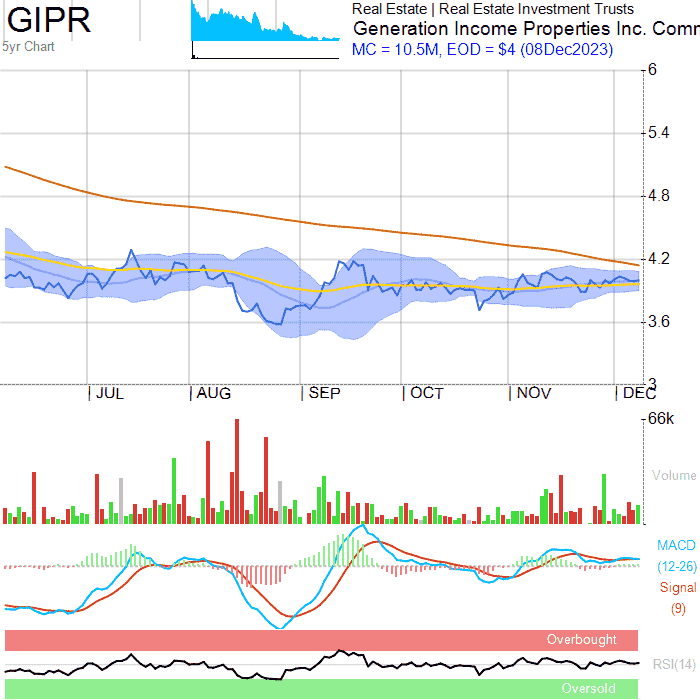 GIPR
5yr Chart
Real Estate | Real Estate Investment Trusts
Generation Income Properties Inc. Comm
MC = 10.5M, EOD = $4 (08Dec2023)
6
5.4
4.8
4.2
3.6
3
JUL AUG SEP OCT NOV DEC
66k
Volume
MACD
(12-26)
Signal
(9)
Overbought
RSI(14)
Oversold